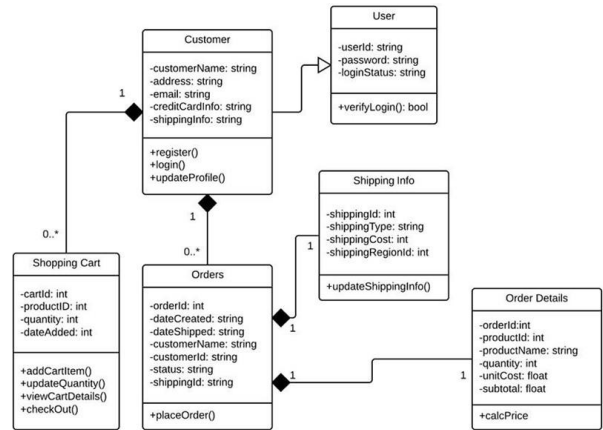 User
-userId: string
-password: string
-loginStatus: string
+verifyLogin(): bool
Customer
-customerName: string
-address: string
-email: string
-creditCardInfo: string
-shippingInfo: string
+register()
+login()
+updateProfile()
1
0..*
1
0..*
Shipping Info
-shippingId: int
-shippingType: string
-shippingCost: int
-shippingRegionId: int
+updateShippingInfo()
1
1
Shopping Cart
-cartId: int
-productID: int
-quantity: int
-dateAdded: int
+addCartItem()
+updateQuantity()
+viewCartDetails()
+checkOut()
Orders
-orderId: int
-dateCreated: string
-dateShipped: string
-customerName: string
-customerId: string
-status: string
-shippingId: string
+placeOrder()
1
1
Order Details
-orderId:int
-productId: int
-productName: string
-quantity: int
-unitCost: float
-subtotal: float
+calcPrice